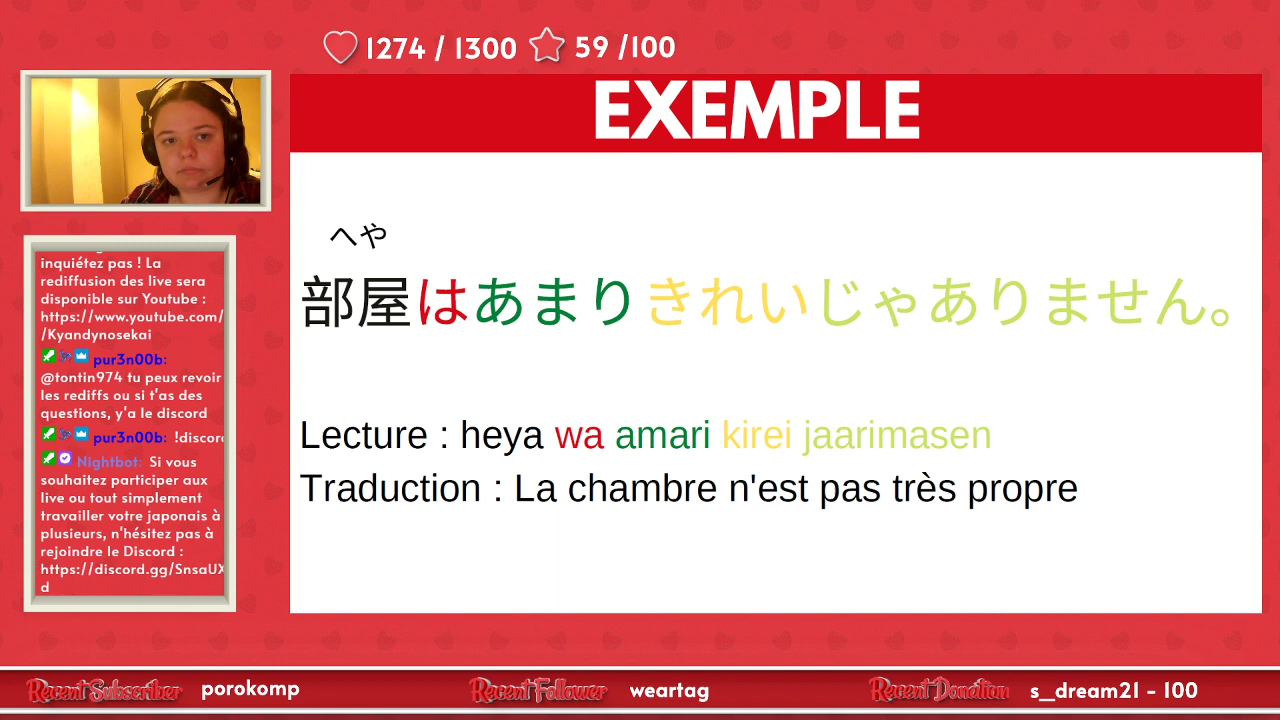 1274 / 1300 59 /100
EXEMPLE
へや
部屋はあまりきれいじゃありません。
Lecture : heya wa amari kirei jaarimasen
Traduction : La chambre n'est pas très propre
inquiétez pas ! La
rediffusion des live sera
disponible sur Youtube :
https://www.youtube.com/
/Kyandynosekai
pur3n00b:
@tontin974 tu peux revoir
les rediffs ou si t'as des
questions, y'a le discord
pur3n00b: !discord
Nightbot: Si vous
souhaitez participer aux
live ou tout simplement
travailler votre japonais à
plusieurs, n'hésitez pas à
rejoindre le Discord :
https://discord.gg/SnsaUX
d
Recent Subscriber porokomp
Recent Follower weartag
Recent Donation s_dream21 - 100